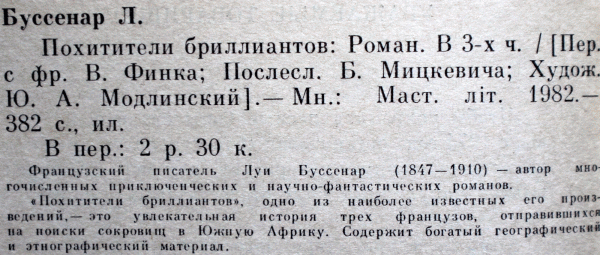 Буссенар Л.
Похитители бриллиантов: Роман. В 3-х ч. / [Пер.
с фр. В. Финка; Послесл. Б. Мицкевича; Худож.
Ю. А. Модлинский].— Мн.: Маст. літ. 1982.—
382 с., ил.
В пер.: 2 р. 30 к.
Французский писатель Луи Буссенар (1847—1910) — автор мно-
гочисленных приключенческих и научно-фантастических романов.
«Похитители бриллиантов», одно из наиболее известных его произ-
ведений,— это увлекательная история трех французов, отправившихся
на поиски сокровищ в Южную Африку. Содержит богатый географический
и этнографический материал.